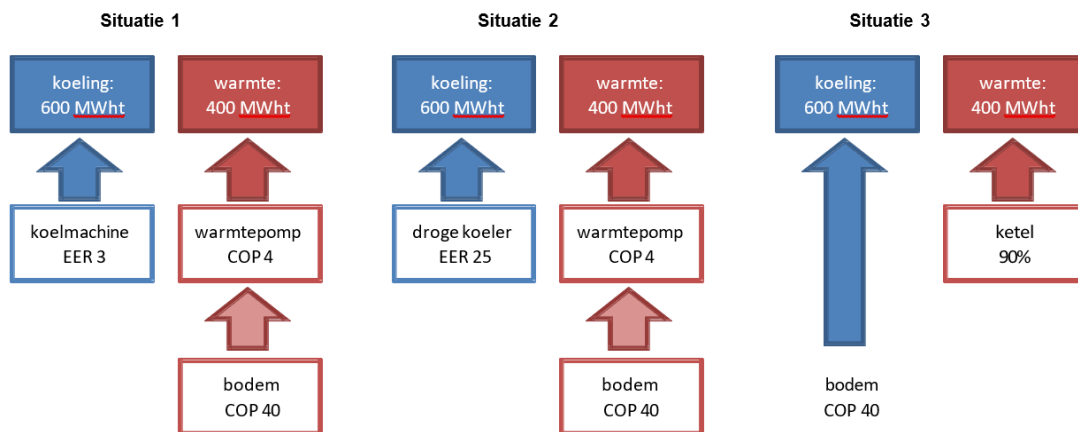 Situatie 1
Situatie 2
Situatie 3
koeling:
600 MWht
warmte:
400 MWht
koeling:
600 MWht
warmte:
400 MWht
koeling:
600 MWht
warmte:
400 MWht
koelmachine
EER 3
warmtepomp
COP 4
droge koeler
EER 25
warmtepomp
COP 4
ketel
90%
bodem
COP 40
bodem
COP 40
bodem
COP 40